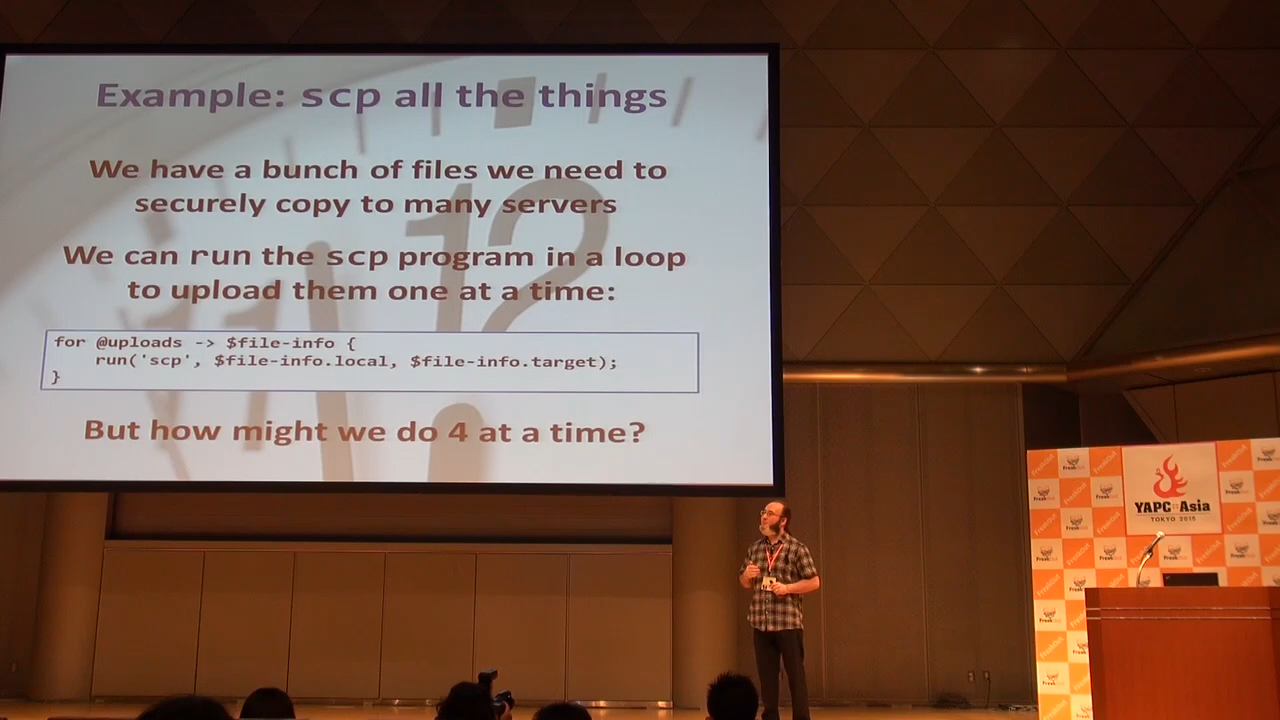 Example: scp all the things
We have a bunch of files we need to
securely copy to many servers
We can run the scp program in a loop
to upload them one at a time:
for @uploads -> $file-info {
run('scp', $file-info.local, $file-info.target);
}
But how might we do 4 at a time?
YAPC::Asia
TOKYO 2015
FreakOut